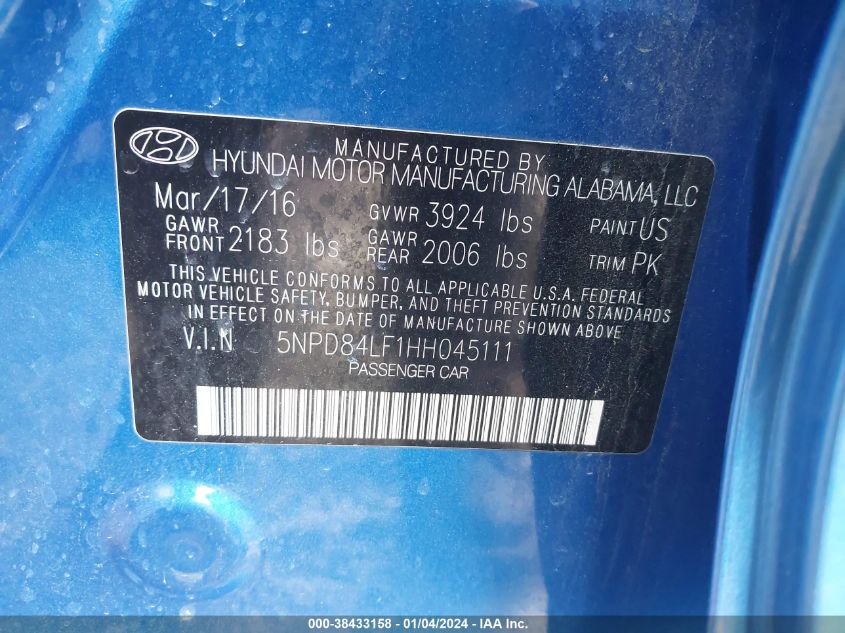 MANUFACTURED BY
HYUNDAI MOTOR MANUFACTURING ALABAMA, LLC
Mar/17/16 GVWR 3924 lbs PAINT US
GAWR FRONT 2183 lbs GAWR REAR 2006 lbs TRIM PK
THIS VEHICLE CONFORMS TO ALL APPLICABLE U.S.A. FEDERAL
MOTOR VEHICLE SAFETY, BUMPER, AND THEFT PREVENTION STANDARDS
IN EFFECT ON THE DATE OF MANUFACTURE SHOWN ABOVE
V.I.N 5NPD84LF1HH045111
PASSENGER CAR
000-38433158 - 01/04/2024 - IAA Inc.